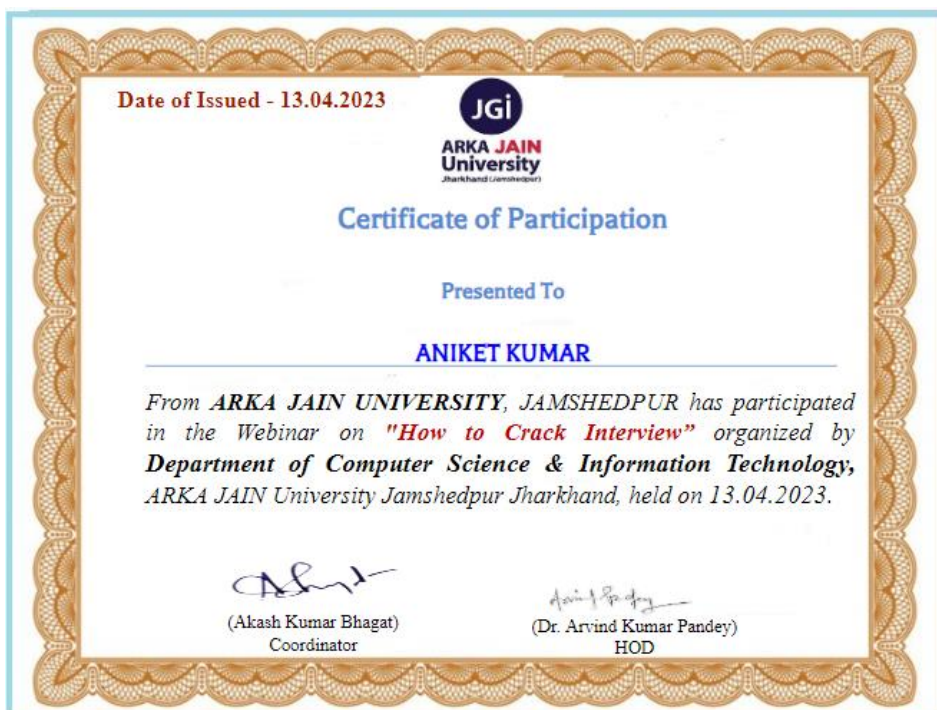 Date of Issued - 13.04.2023
JGi
ARKA JAIN
University
Jharkhand (Jamshedpur)
Certificate of Participation
Presented To
ANIKET KUMAR
From ARKA JAIN UNIVERSITY, JAMSHEDPUR has participated
in the Webinar on "How to Crack Interview” organized by
Department of Computer Science & Information Technology,
ARKA JAIN University Jamshedpur Jharkhand, held on 13.04.2023.
(Akash Kumar Bhagat)
Coordinator
(Dr. Arvind Kumar Pandey)
HOD